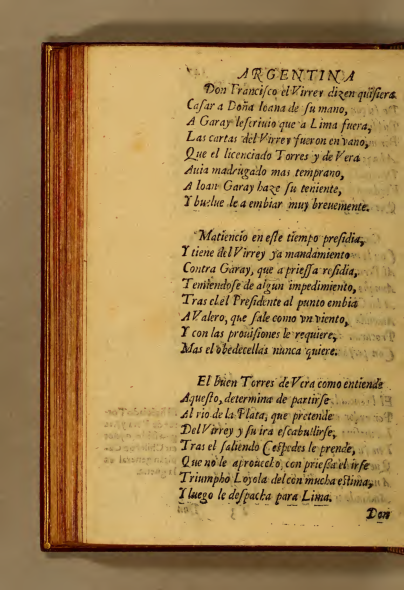 ARGENTINA
Don Francisco el Virrey dizen quisiera
Casar a Doña Ioana de su mano,
A Garay lescriuio que a Lima fuera,
Las cartas del Virrey fueron en vano,
Que el licenciado Torres y de Vera
Auia madrugado mas temprano,
A Ioan Garay haze su teniente,
Y buelue le a embiar muy breuemente.
Matiencio en este tiempo presidia,
Y tiene del Virrey ya mandamiento
Contra Garay, que a priessa residia,
Temiendose de algun impedimiento,
Tras el el Presidente al punto embia
A Valero, que sale como vn viento,
Y con las prouisiones le requiere,
Mas el obedecellas nunca quiere.
El buen Torres de Vera como entiende
Aquesto, determina de partirse
Al rio de la Plata, que pretende
Del Virrey y su ira escabullirse,
Tras el saliendo Cespedes le prende,
Que no le aprouecho con priessa el irse
Triumpho Loyola del con mucha estima,
Y luego le despacha para Lima.
Don